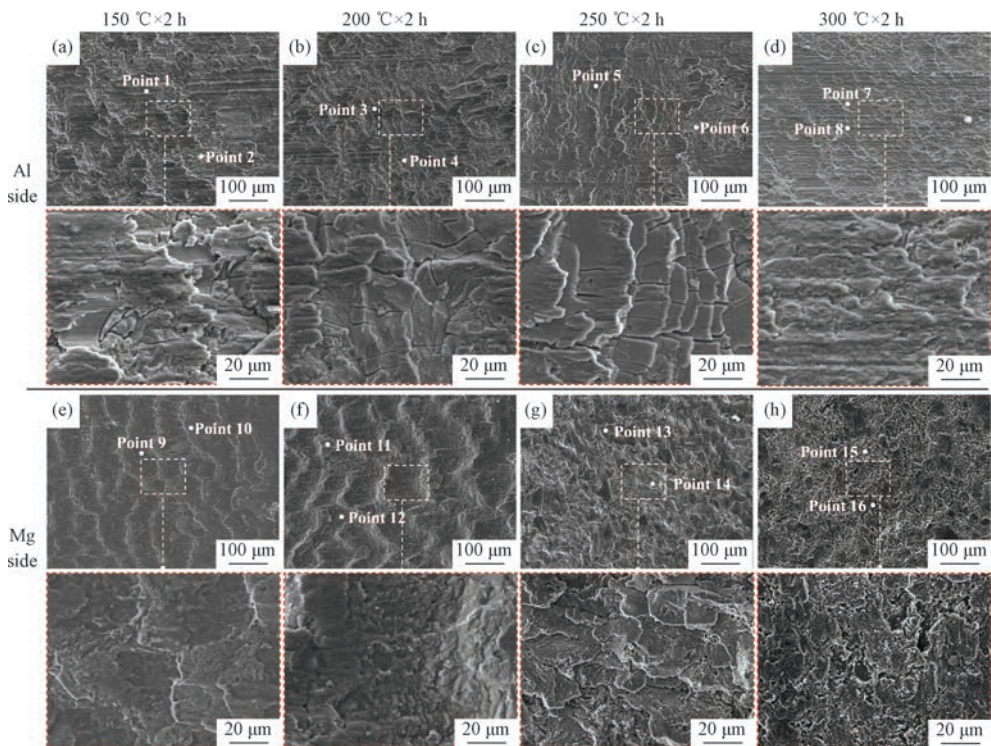 150 ℃×2 h 200 ℃×2 h 250 ℃×2 h 300 ℃×2 h
(a) (b) (c) (d)
Point 1 Point 3 Point 5 Point 7
Point 2 Point 4 Point 6 Point 8
Al
side
100 μm 100 μm 100 μm 100 μm
20 μm 20 μm 20 μm 20 μm
(e) (f) (g) (h)
Point 9 Point 10 Point 11 Point 13 Point 15
Point 12 Point 14 Point 16
Mg
side
100 μm 100 μm 100 μm 100 μm
20 μm 20 μm 20 μm 20 μm